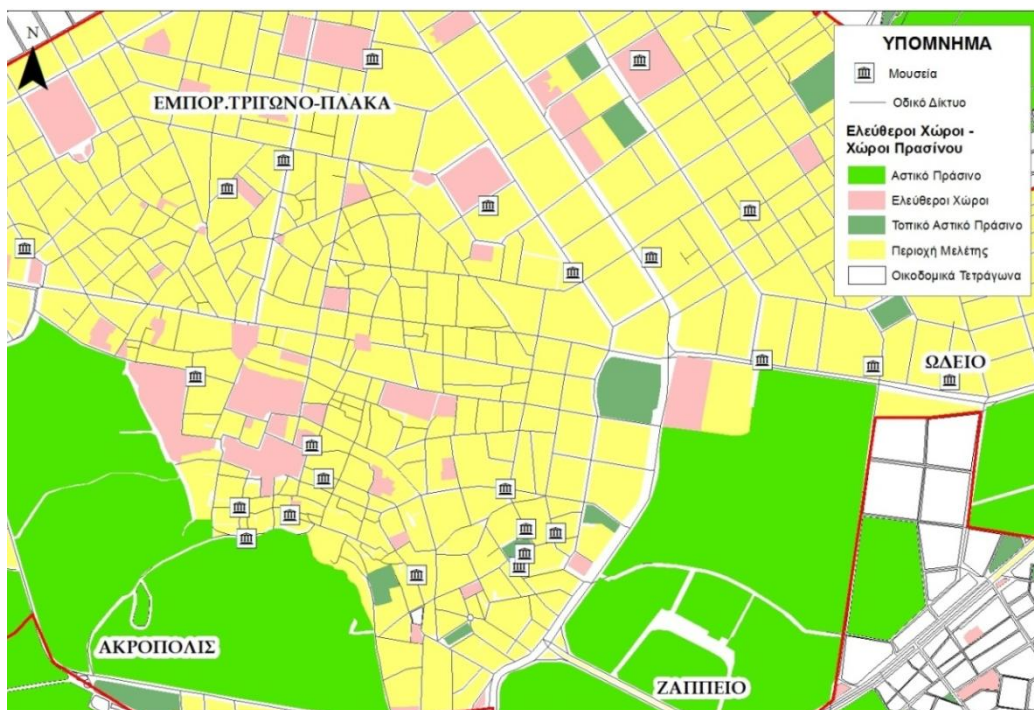 N
ΕΜΠΟΡ.ΤΡΙΓΩΝΟ-ΠΛΑΚΑ
ΥΠΟΜΝΗΜΑ
Μουσεία
Οδικό Δίκτυο
Ελεύθεροι Χώροι -
Χώροι Πρασίνου
Αστικό Πράσινο
Ελεύθεροι Χώροι
Τοπικό Αστικό Πράσινο
Περιοχή Μελέτης
Οικοδομικά Τετράγωνα
ΩΔΕΙΟ
ΑΚΡΟΠΟΛΙΣ
ΖΑΠΠΕΙΟ